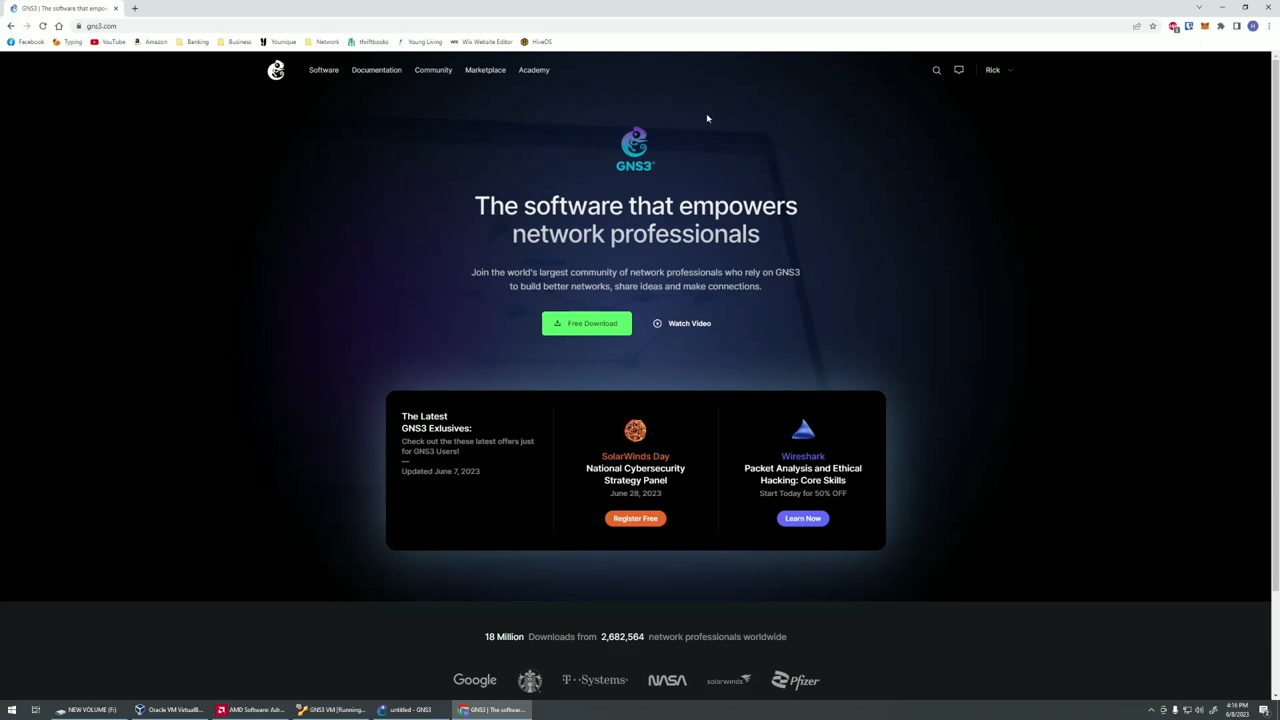 GNS3 | The software that empow
gns3.com
Facebook
Typing
YouTube
Amazon
Banking
Business
Younique
Network
thriftbooks
Young Living
Wix Website Editor
HiveOS
Software
Documentation
Community
Marketplace
Academy
Rick
GNS3
The software that empowers
network professionals
Join the world's largest community of network professionals who rely on GNS3
to build better networks, share ideas and make connections.
Free Download
Watch Video
The Latest
GNS3 Exlusives:
Check out the these latest offers just
for GNS3 Users!
Updated June 7, 2023
SolarWinds Day
National Cybersecurity
Strategy Panel
June 28, 2023
Register Free
Wireshark
Packet Analysis and Ethical
Hacking: Core Skills
Start Today for 50% OFF
Learn Now
18 Million Downloads from 2,682,564 network professionals worldwide
Google
T··Systems·
NASA
solarwinds
Pfizer
NEW VOLUME (F:)
Oracle VM VirtualB...
AMD Software: Adr...
GNS3 VM [Running...
untitled - GNS3
GNS3 | The softwar...
4:16 PM
6/8/2023